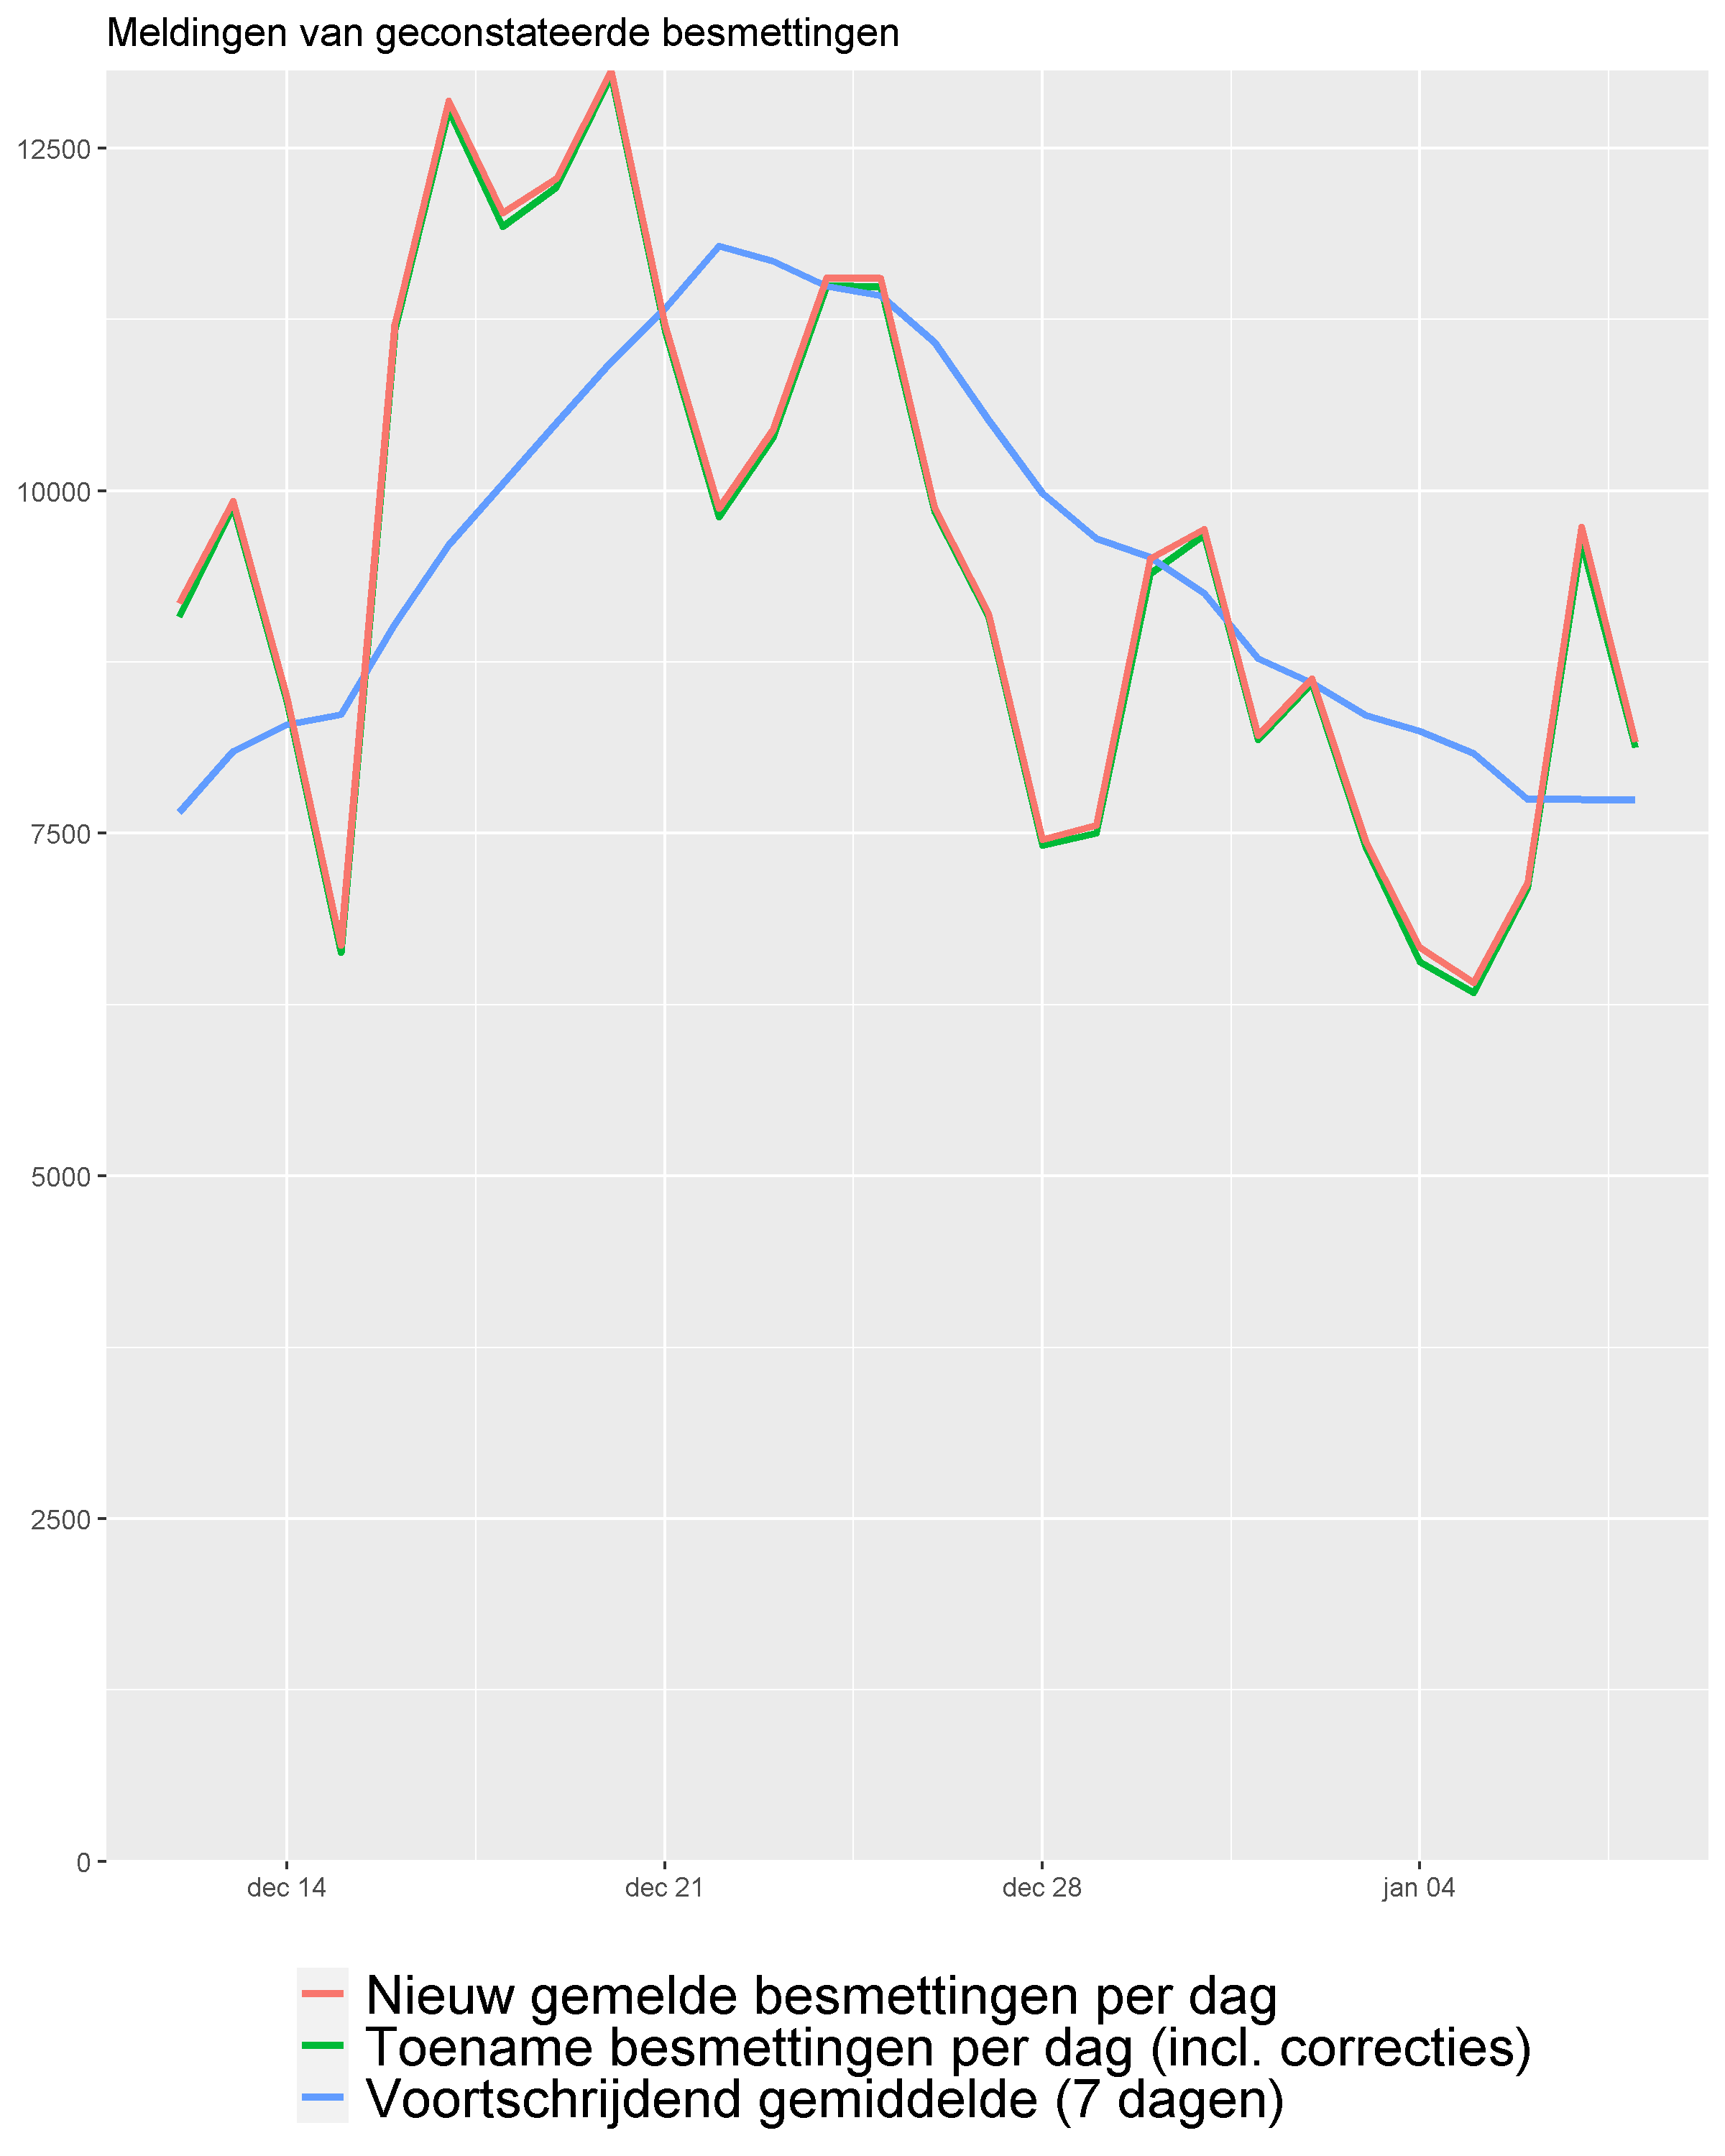 Meldingen van geconstateerde besmettingen
12500
10000
7500
5000
2500
0
dec 14 dec 21 dec 28 jan 04
Nieuw gemelde besmettingen per dag
Toename besmettingen per dag (incl. correcties)
Voortschrijdend gemiddelde (7 dagen)